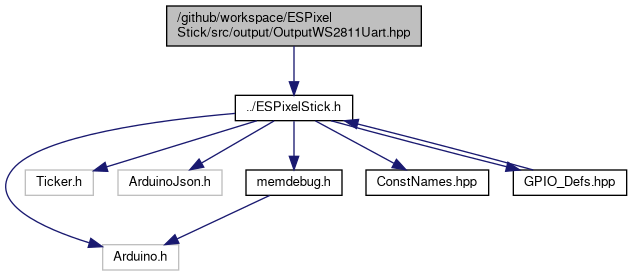 /github/workspace/ESPixel
Stick/src/output/OutputWS2811Uart.hpp
../ESPixelStick.h
Ticker.h
ArduinoJson.h
memdebug.h
ConstNames.hpp
GPIO_Defs.hpp
Arduino.h